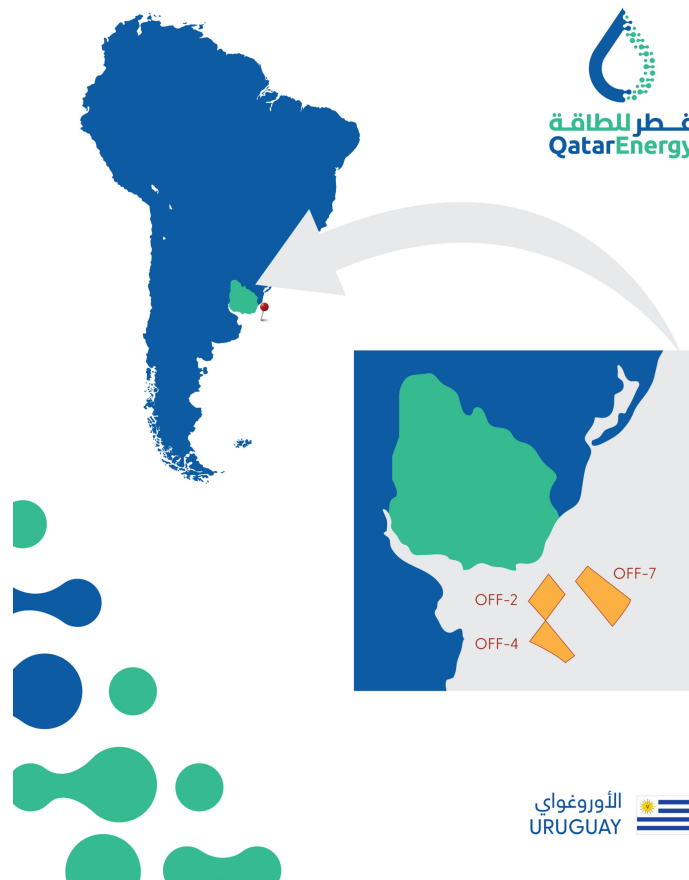 قطر للطاقة
QatarEnergy
OFF-7
OFF-2
OFF-4
الأوروغواي
URUGUAY